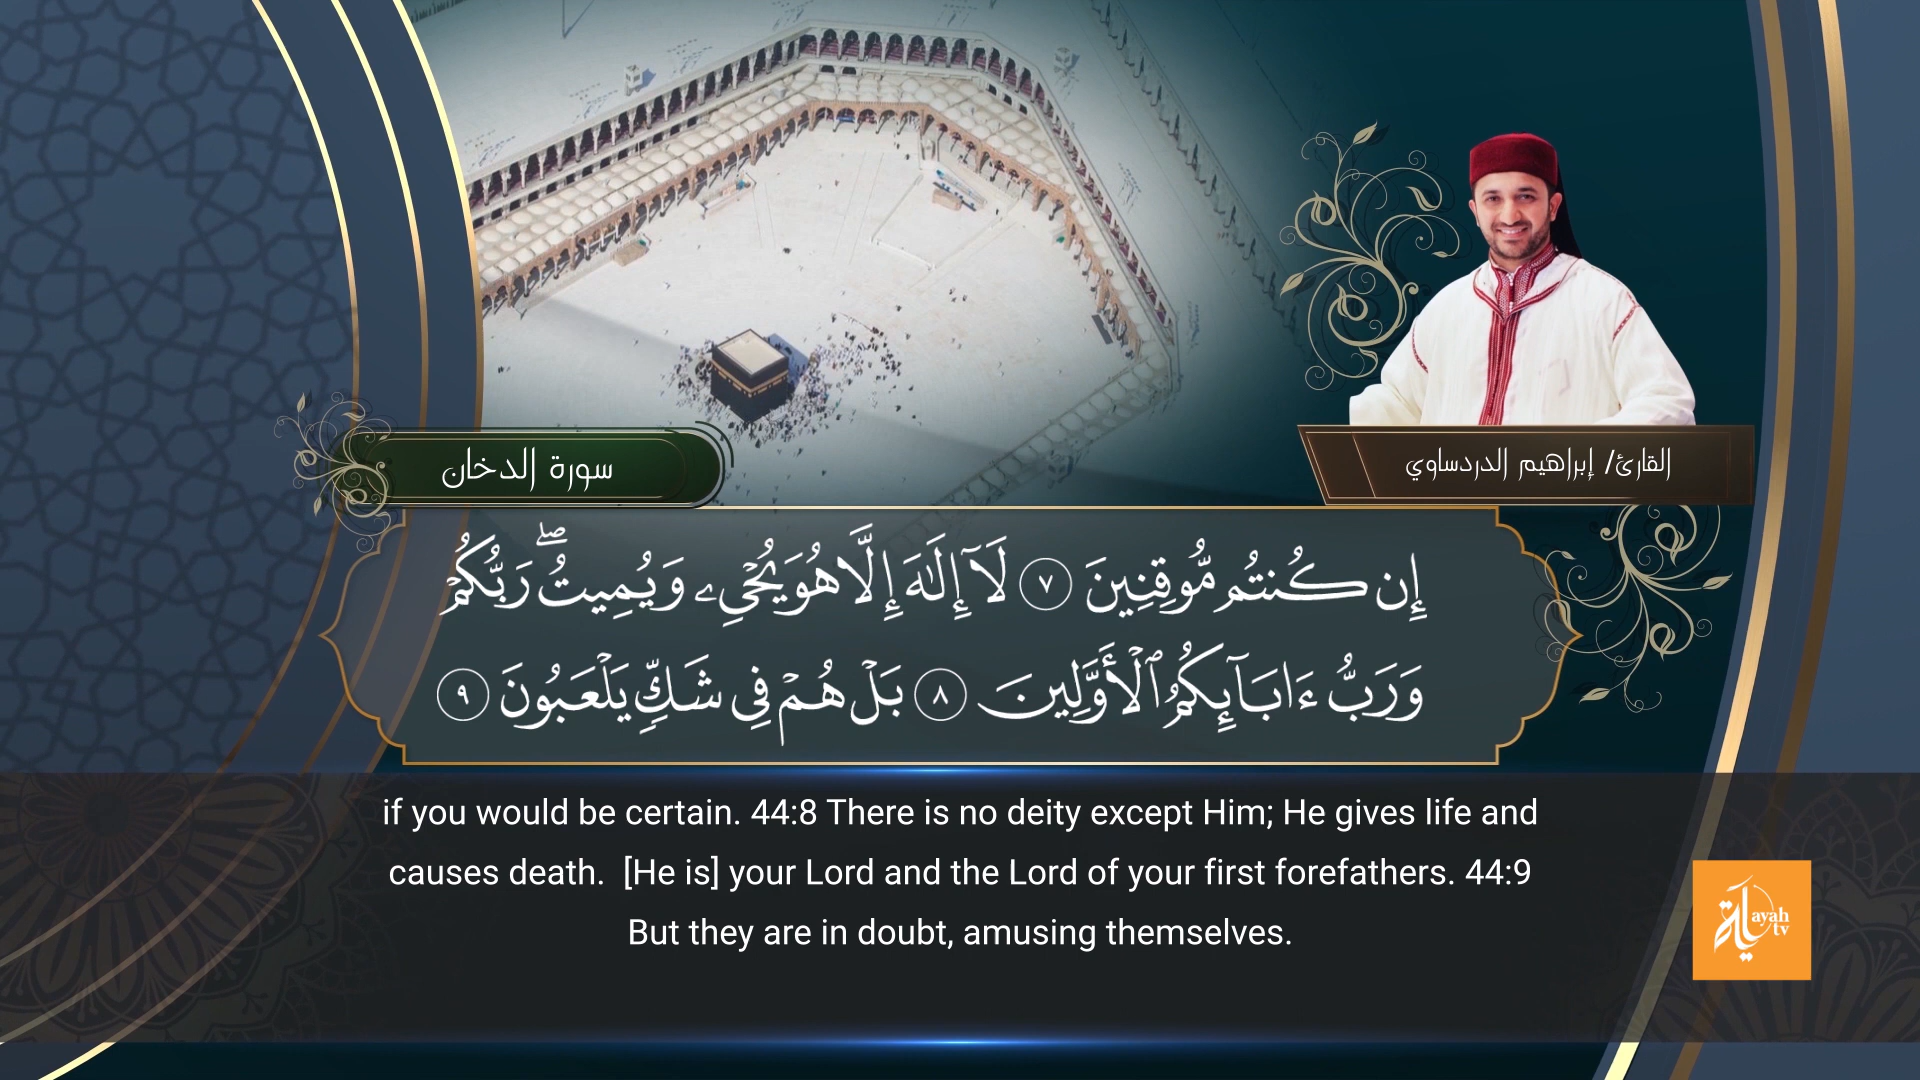 سورة الدخان
القارئ/ إبراهيم الدردساوي
إِن كُنتُم مُّوقِنِينَ ٧ لَآ إِلَٰهَ إِلَّا هُوَ يُحْىِۦ وَيُمِيتُ ۖ رَبُّكُمْ
وَرَبُّ ءَابَآئِكُمُ ٱلْأَوَّلِينَ ٨ بَلْ هُمْ فِى شَكٍّ يَلْعَبُونَ ٩
if you would be certain. 44:8 There is no deity except Him; He gives life and
causes death. [He is] your Lord and the Lord of your first forefathers. 44:9
But they are in doubt, amusing themselves.
آية
ayah
tv